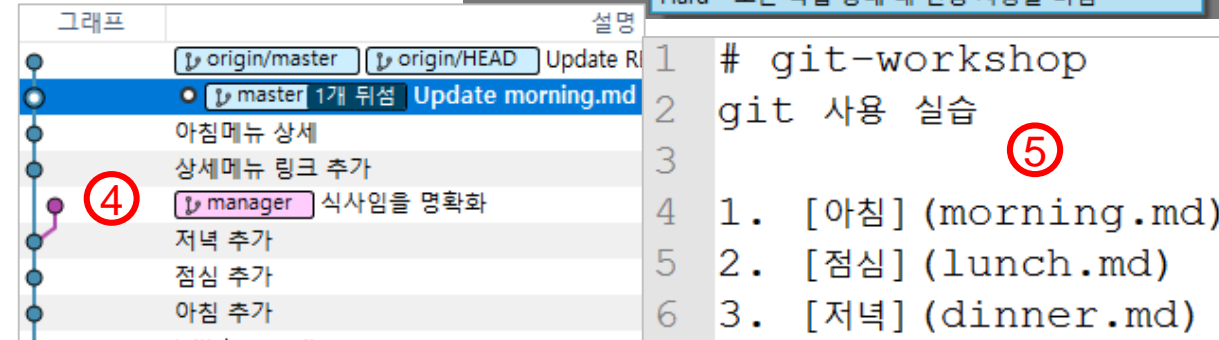 그래프
설명
origin/master origin/HEAD Update
master 1개 뒤섬 Update morning.md
아침메뉴 상세
상세메뉴 링크 추가
④
manager 식사임을 명확화
저녁 추가
점심 추가
아침 추가
1 # git-workshop
2 git 사용 실습
⑤
3
4 1. [아침](morning.md)
5 2. [점심](lunch.md)
6 3. [저녁](dinner.md)